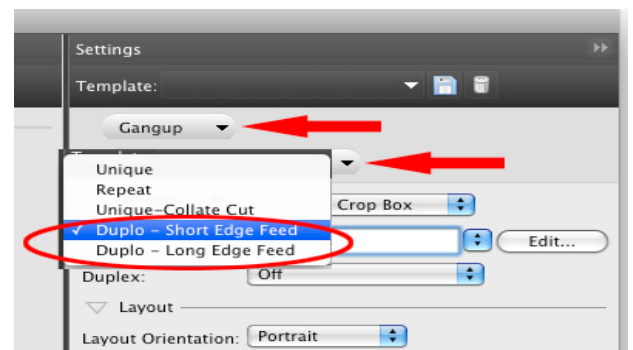 Settings
Template:
Gangup
Unique
Repeat
Unique-Collate Cut
Crop Box
✓ Duplo – Short Edge Feed
Edit...
Duplo – Long Edge Feed
Duplex:
Off
Layout
Layout Orientation: Portrait